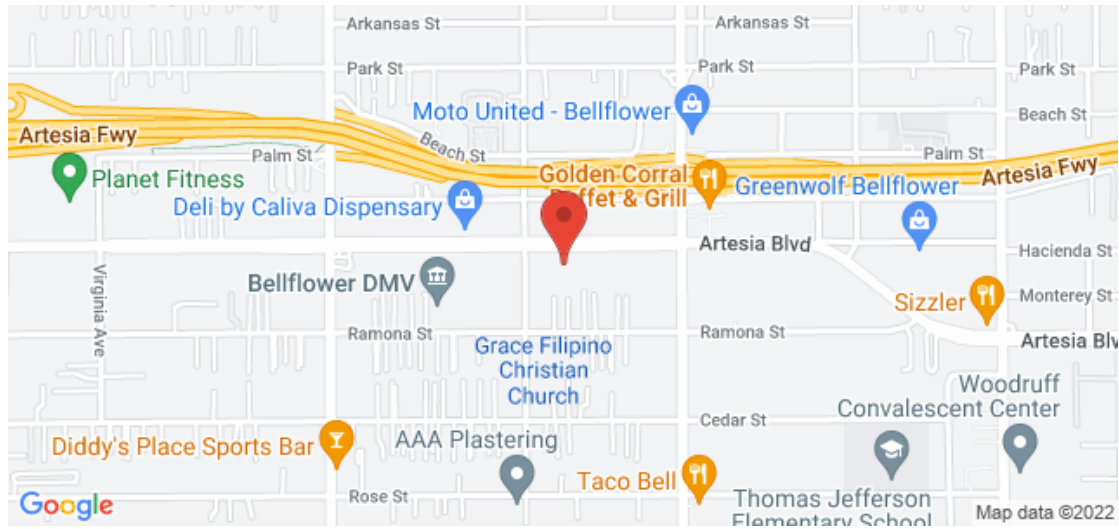 Arkansas St
Arkansas St
Park St
Park St
Park St
Moto United - Bellflower
Beach St
Artesia Fwy
Beach St
Palm St
Palm St
Planet Fitness
Golden Corral
Buffet & Grill
Artesia Fwy
Greenwolf Bellflower
Deli by Caliva Dispensary
Artesia Blvd
Hacienda St
Bellflower DMV
Virginia Ave
Monterey St
Sizzler
Ramona St
Ramona St
Artesia Blv
Grace Filipino
Christian
Church
Woodruff
Convalescent Center
Cedar St
Diddy's Place Sports Bar
AAA Plastering
Taco Bell
Rose St
Thomas Jefferson
Elementary School
Google
Map data ©2022